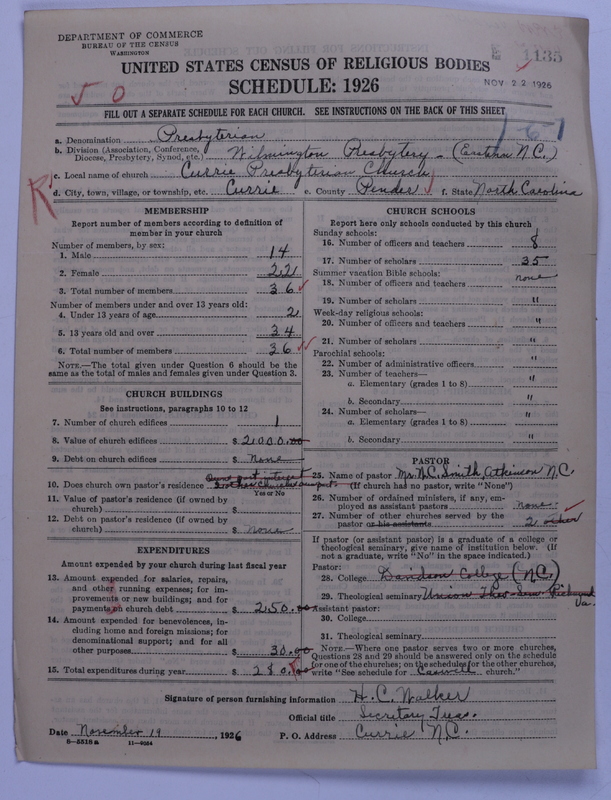 DEPARTMENT OF COMMERCE
BUREAU OF THE CENSUS
WASHINGTON
1135
UNITED STATES CENSUS OF RELIGIOUS BODIES
SCHEDULE: 1926
NOV 22 1926
FILL OUT A SEPARATE SCHEDULE FOR EACH CHURCH. SEE INSTRUCTIONS ON THE BACK OF THIS SHEET
a. Denomination Presbyterian
b. Division (Association, Conference, Diocese, Presbytery, Synod, etc.) Wilmington Presbytery - (Eastern N.C.)
c. Local name of church Currie Presbyterian Church
d. City, town, village, or township, etc. Currie e. County Pender f. State North Carolina
MEMBERSHIP
Report number of members according to definition of
member in your church
Number of members, by sex:
1. Male 14
2. Female 22
3. Total number of members 36
Number of members under and over 13 years old:
4. Under 13 years of age 2
5. 13 years old and over 34
6. Total number of members 36
NOTE.—The total given under Question 6 should be the
same as the total of males and females given under Question 3.
CHURCH BUILDINGS
See instructions, paragraphs 10 to 12
7. Number of church edifices 1
8. Value of church edifices $ 2,000.00
9. Debt on church edifices $ None
10. Does church own pastor's residence
Yes or No
11. Value of pastor's residence (if owned by
church) $
12. Debt on pastor's residence (if owned by
church) $ None
EXPENDITURES
Amount expended by your church during last fiscal year
13. Amount expended for salaries, repairs,
and other running expenses; for im-
provements or new buildings; and for
payments on church debt $ 250.00
14. Amount expended for benevolences, in-
cluding home and foreign missions; for
denominational support; and for all
other purposes $ 30.00
15. Total expenditures during year $ 280.00
CHURCH SCHOOLS
Report here only schools conducted by this church
Sunday schools:
16. Number of officers and teachers 8
17. Number of scholars 35
Summer vacation Bible schools:
18. Number of officers and teachers none
19. Number of scholars "
Week-day religious schools:
20. Number of officers and teachers "
21. Number of scholars "
Parochial schools:
22. Number of administrative officers "
23. Number of teachers—
a. Elementary (grades 1 to 8) "
b. Secondary "
24. Number of scholars—
a. Elementary (grades 1 to 8) "
b. Secondary "
PASTOR
25. Name of pastor Mr. N.C. Smith, Atkinson N.C.
(If church has no pastor, write "None")
26. Number of ordained ministers, if any, em-
ployed as assistant pastors none
27. Number of other churches served by the
pastor or his assistants 2 other
If pastor (or assistant pastor) is a graduate of a college or
theological seminary, give name of institution below. (If
not a graduate, write "No" in the space indicated.)
Pastor:
28. College Davidson College (N.C.)
29. Theological seminary Union Theo. Sem. Richmond Va.
Assistant pastor:
30. College
31. Theological seminary
NOTE.—Where one pastor serves two or more churches,
Questions 28 and 29 should be answered only on the schedule
for one of the churches; on the schedules for the other churches,
write "See schedule for Caswell church."
Signature of person furnishing information H. C. Walker
Official title Secretary Treas.
Date November 19, 1926 P. O. Address Currie N.C.
8-5518a 11-9054